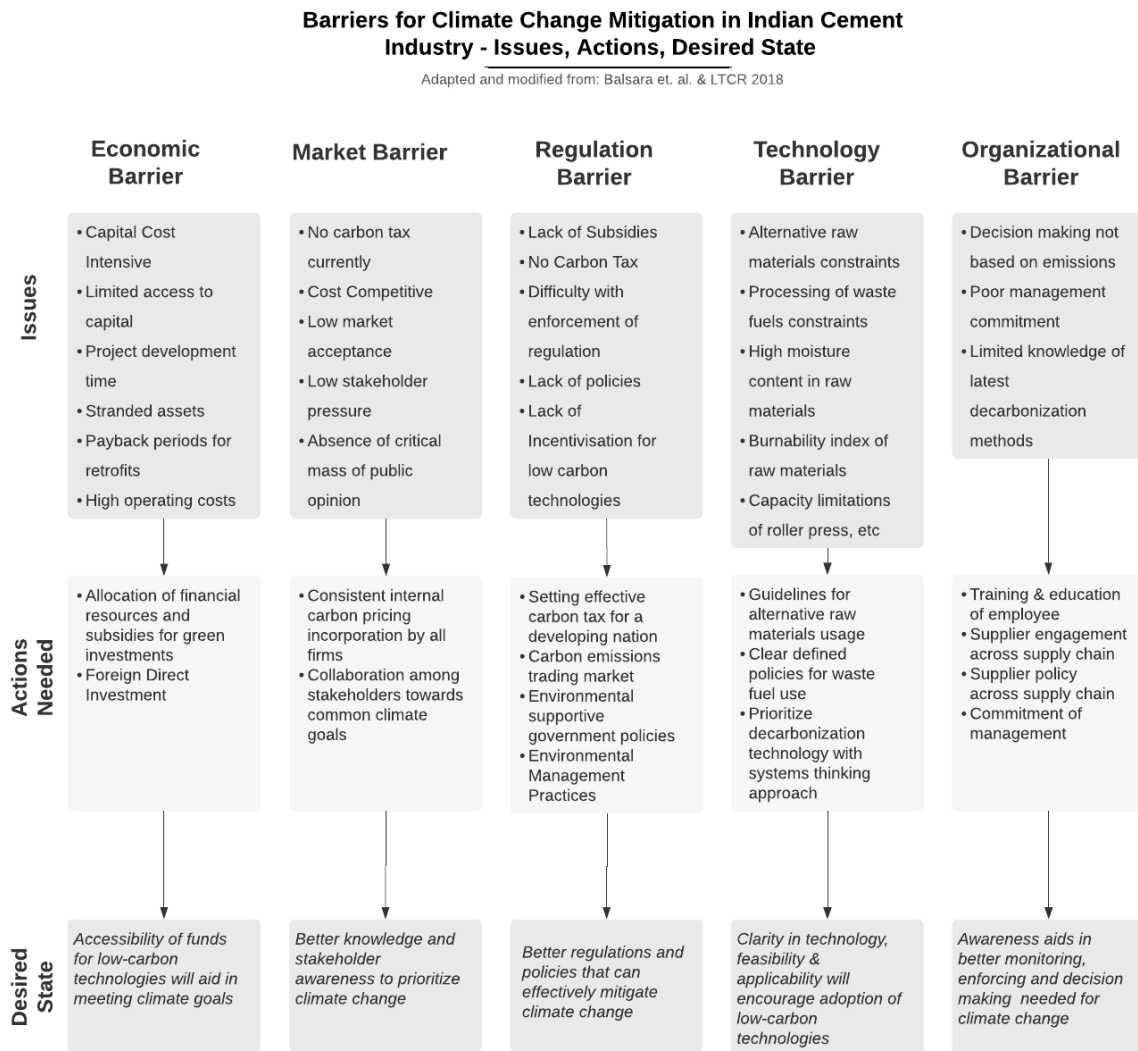 Barriers for Climate Change Mitigation in Indian Cement
Industry - Issues, Actions, Desired State
Adapted and modified from: Balsara et. al. & LTCR 2018
Economic
Barrier
Market Barrier
Regulation
Barrier
Technology
Barrier
Organizational
Barrier
Issues
• Capital Cost
Intensive
• Limited access to
capital
• Project development
time
• Stranded assets
• Payback periods for
retrofits
• High operating costs
• No carbon tax
currently
• Cost Competitive
• Low market
acceptance
• Low stakeholder
pressure
• Absence of critical
mass of public
opinion
• Lack of Subsidies
• No Carbon Tax
• Difficulty with
enforcement of
regulation
• Lack of policies
• Lack of
Incentivisation for
low carbon
technologies
• Alternative raw
materials constraints
• Processing of waste
fuels constraints
• High moisture
content in raw
materials
• Burnability index of
raw materials
• Capacity limitations
of roller press, etc
• Decision making not
based on emissions
• Poor management
commitment
• Limited knowledge of
latest
decarbonization
methods
Actions
Needed
• Allocation of financial
resources and
subsidies for green
investments
• Foreign Direct
Investment
• Consistent internal
carbon pricing
incorporation by all
firms
• Collaboration among
stakeholders towards
common climate
goals
• Setting effective
carbon tax for a
developing nation
• Carbon emissions
trading market
• Environmental
supportive
government policies
• Environmental
Management
Practices
• Guidelines for
alternative raw
materials usage
• Clear defined
policies for waste
fuel use
• Prioritize
decarbonization
technology with
systems thinking
approach
• Training & education
of employee
• Supplier engagement
across supply chain
• Supplier policy
across supply chain
• Commitment of
management
Desired
State
Accessibility of funds
for low-carbon
technologies will aid in
meeting climate goals
Better knowledge and
stakeholder
awareness to prioritize
climate change
Better regulations and
policies that can
effectively mitigate
climate change
Clarity in technology,
feasibility &
applicability will
encourage adoption of
low-carbon
technologies
Awareness aids in
better monitoring,
enforcing and decision
making needed for
climate change